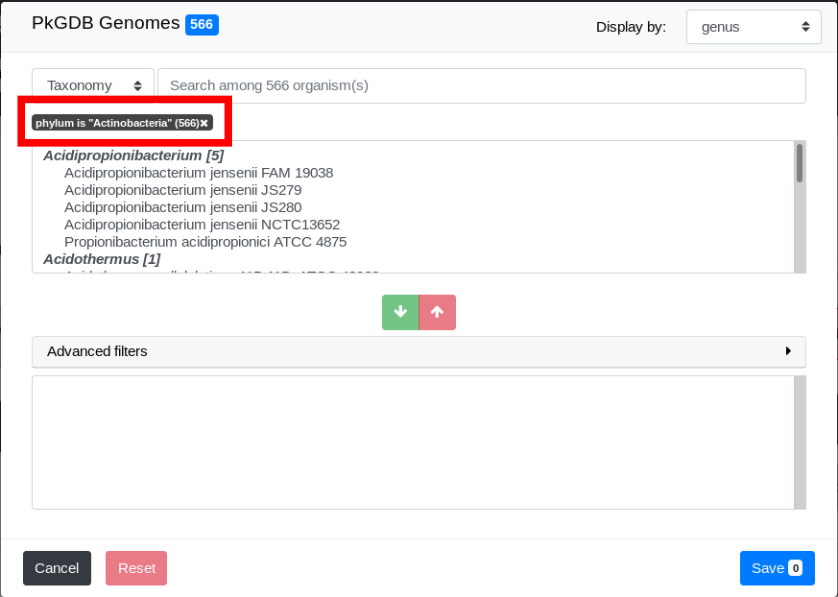 PkGDB Genomes 566
Display by: genus
Taxonomy Search among 566 organism(s)
phylum is "Actinobacteria" (566)✖
Acidipropionibacterium [5]
Acidipropionibacterium jensenii FAM 19038
Acidipropionibacterium jensenii JS279
Acidipropionibacterium jensenii JS280
Acidipropionibacterium jensenii NCTC13652
Propionibacterium acidipropionici ATCC 4875
Acidothermus [1]
Advanced filters
Cancel Reset Save 0